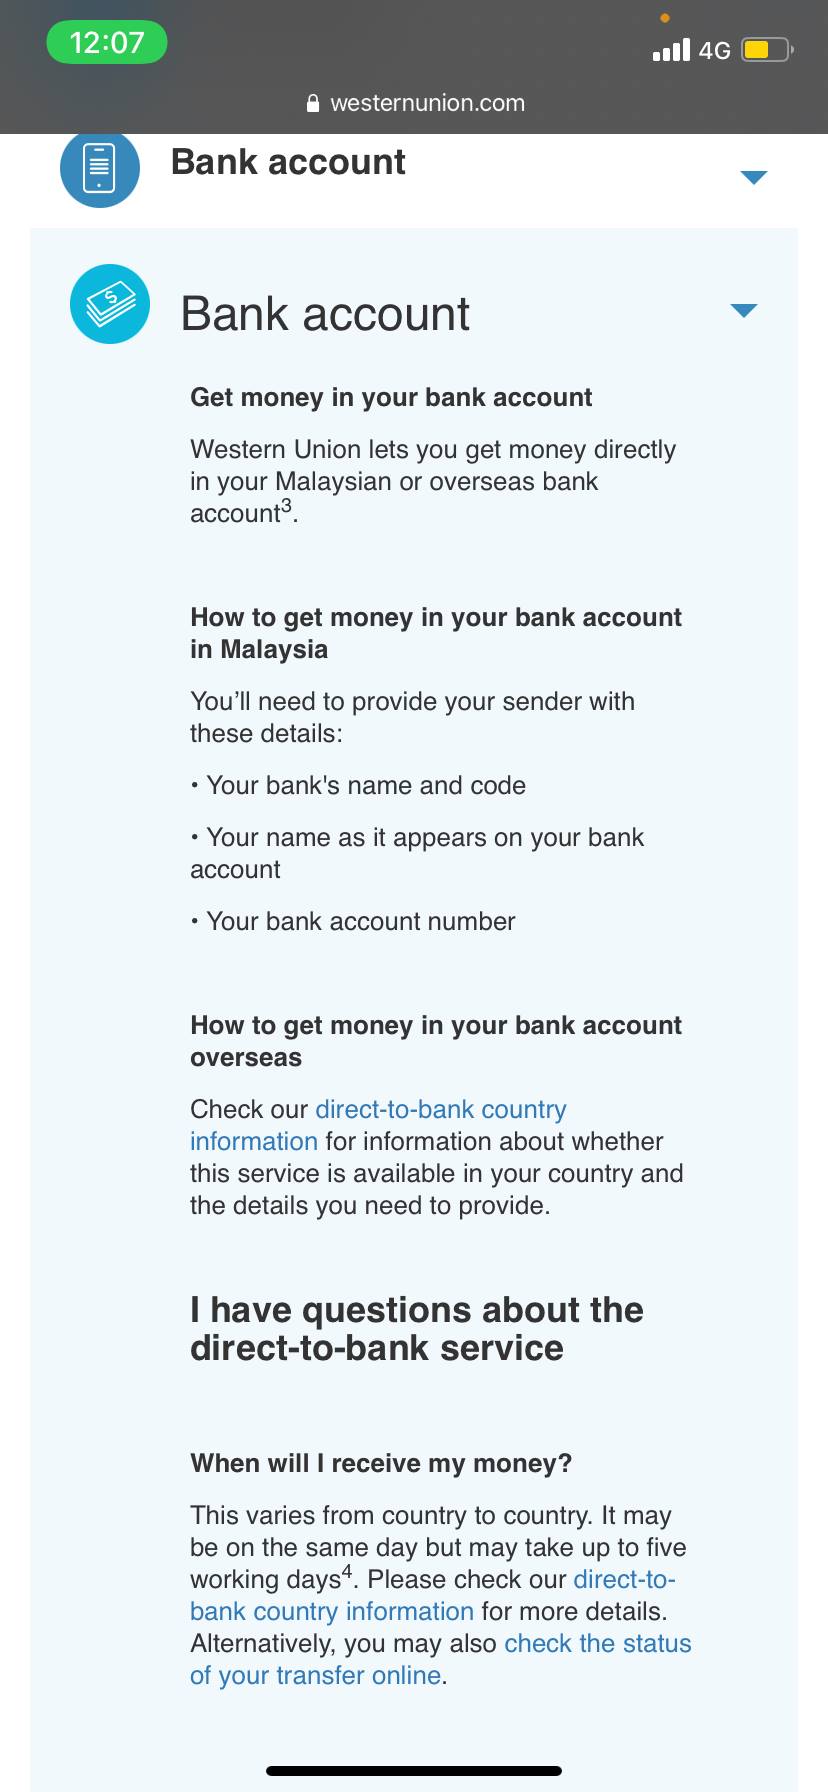 12:07
4G
westernunion.com
Bank account
Bank account
Get money in your bank account
Western Union lets you get money directly
in your Malaysian or overseas bank
account3.
How to get money in your bank account
in Malaysia
You’ll need to provide your sender with
these details:
• Your bank's name and code
• Your name as it appears on your bank
account
• Your bank account number
How to get money in your bank account
overseas
Check our direct-to-bank country
information for information about whether
this service is available in your country and
the details you need to provide.
I have questions about the
direct-to-bank service
When will I receive my money?
This varies from country to country. It may
be on the same day but may take up to five
working days4. Please check our direct-to-
bank country information for more details.
Alternatively, you may also check the status
of your transfer online.